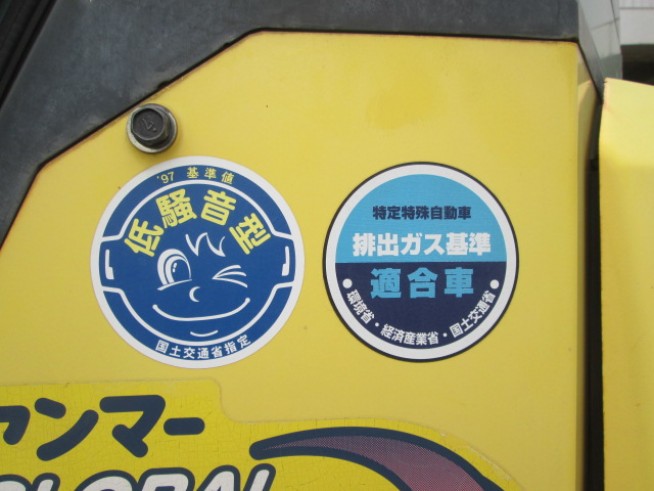 '97 基準値
低騒音型
国土交通省指定
特定特殊自動車
排出ガス基準
適合車
•環境省・経済産業省・国土交通省•
ァンマー
GLOBAL